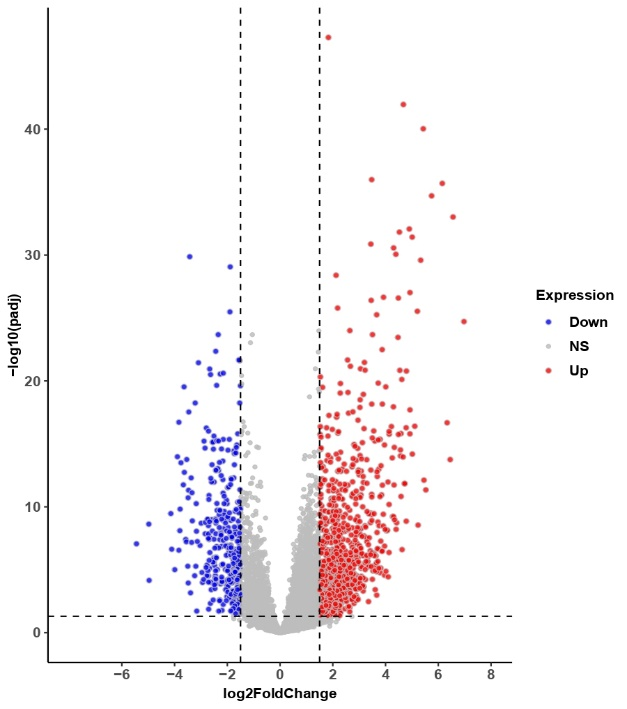 −log10(padj)
40
30
20
10
0
−6 −4 −2 0 2 4 6 8
log2FoldChange
Expression
Down
NS
Up